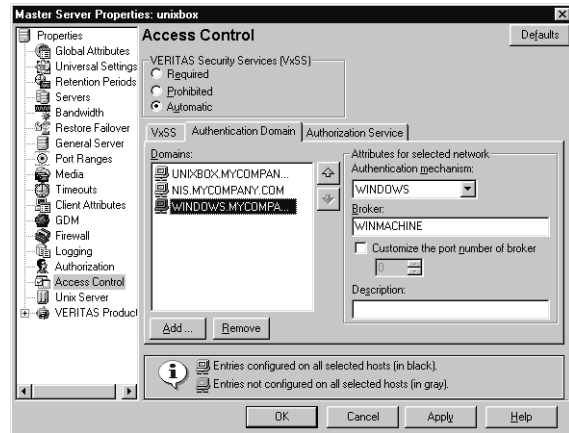 Master Server Properties: unixbox
Properties
Global Attributes
Universal Settings
Retention Periods
Servers
Bandwidth
Restore Failover
General Server
Port Ranges
Media
Timeouts
Client Attributes
GDM
Firewall
Logging
Authorization
Access Control
Unix Server
VERITAS Product
Access Control
Defaults
VERITAS Security Services (VxSS)
Required
Prohibited
Automatic
VxSS Authentication Domain Authorization Service
Domains:
UNIXBOX.MYCOMPAN...
NIS.MYCOMPANY.COM
WINDOWS.MYCOMPA...
Add ... Remove
Attributes for selected network
Authentication mechanism:
WINDOWS
Broker:
WINMACHINE
Customize the port number of broker
0
Description:
Entries configured on all selected hosts (in black).
Entries not configured on all selected hosts (in gray).
OK Cancel Apply Help